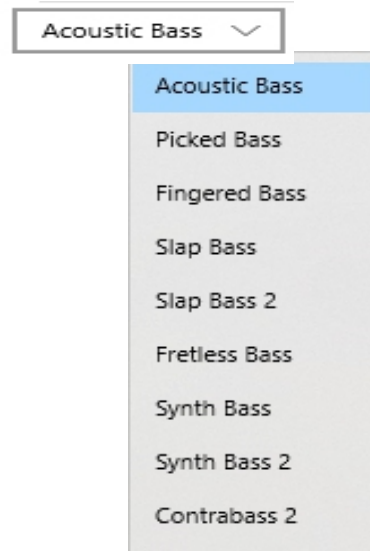 Acoustic Bass
Acoustic Bass
Picked Bass
Fingered Bass
Slap Bass
Slap Bass 2
Fretless Bass
Synth Bass
Synth Bass 2
Contrabass 2